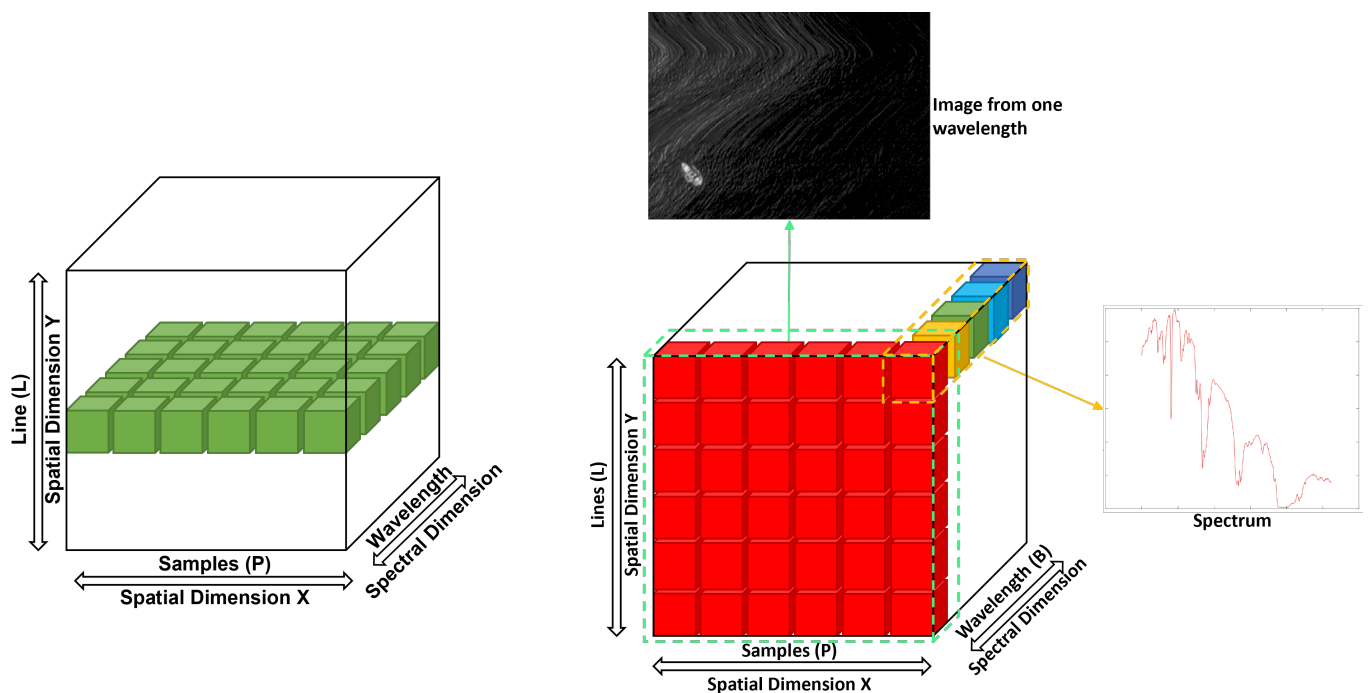 Line (L)
Spatial Dimension Y
Samples (P)
Spatial Dimension X
Wavelength
Spectral Dimension
Image from one
wavelength
Lines (L)
Spatial Dimension Y
Samples (P)
Spatial Dimension X
Wavelength (B)
Spectral Dimension
Spectrum